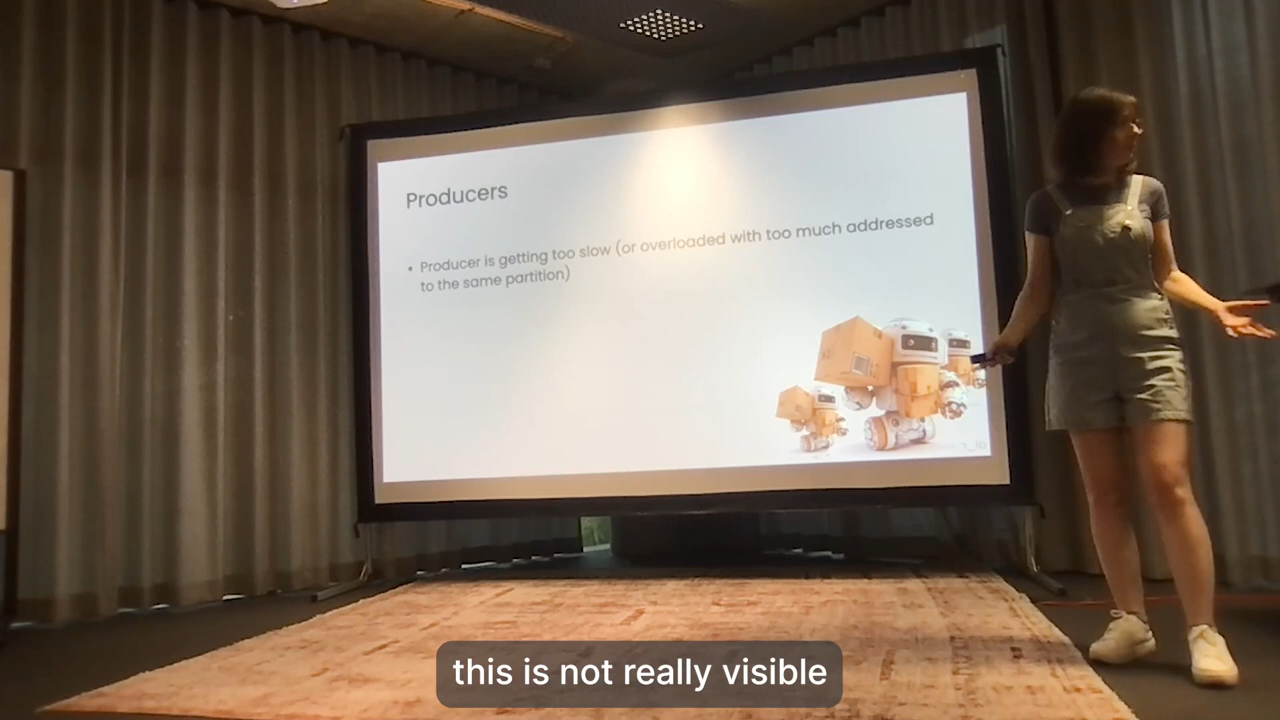 Producers
• Producer is getting too slow (or overloaded with too much addressed
to the same partition)
this is not really visible